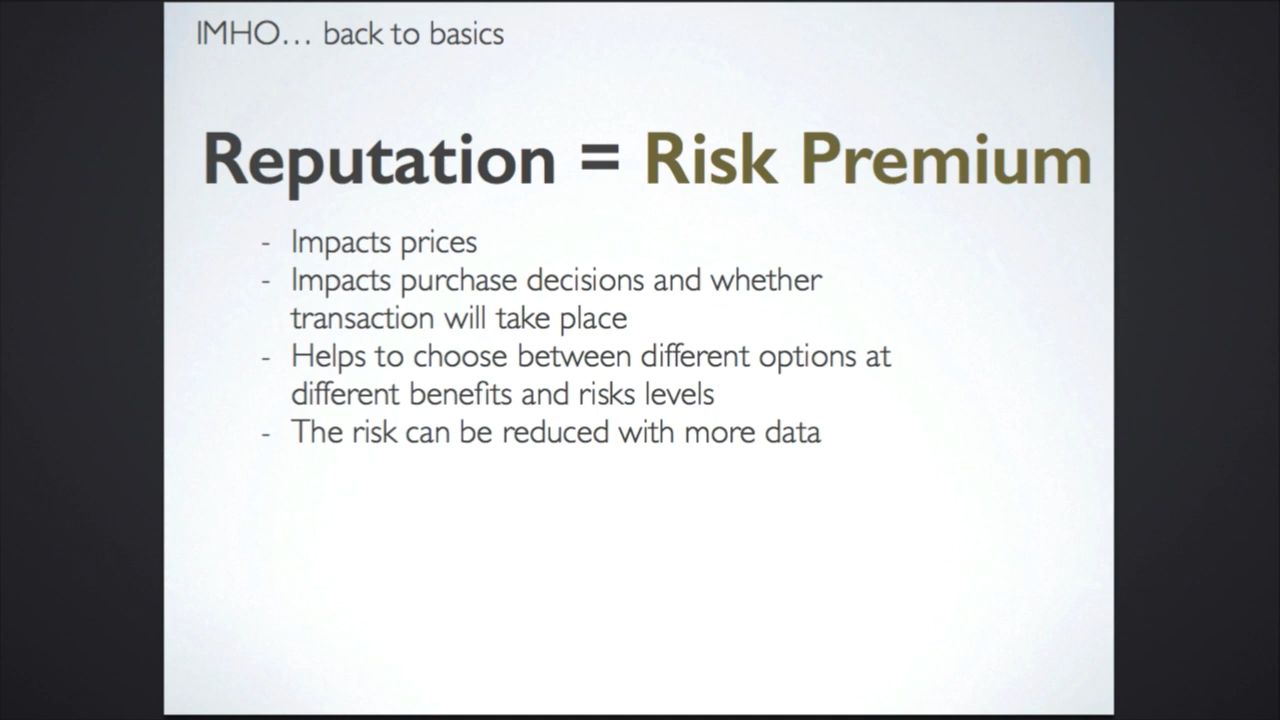 IMHO... back to basics
Reputation = Risk Premium
- Impacts prices
- Impacts purchase decisions and whether
transaction will take place
- Helps to choose between different options at
different benefits and risks levels
- The risk can be reduced with more data